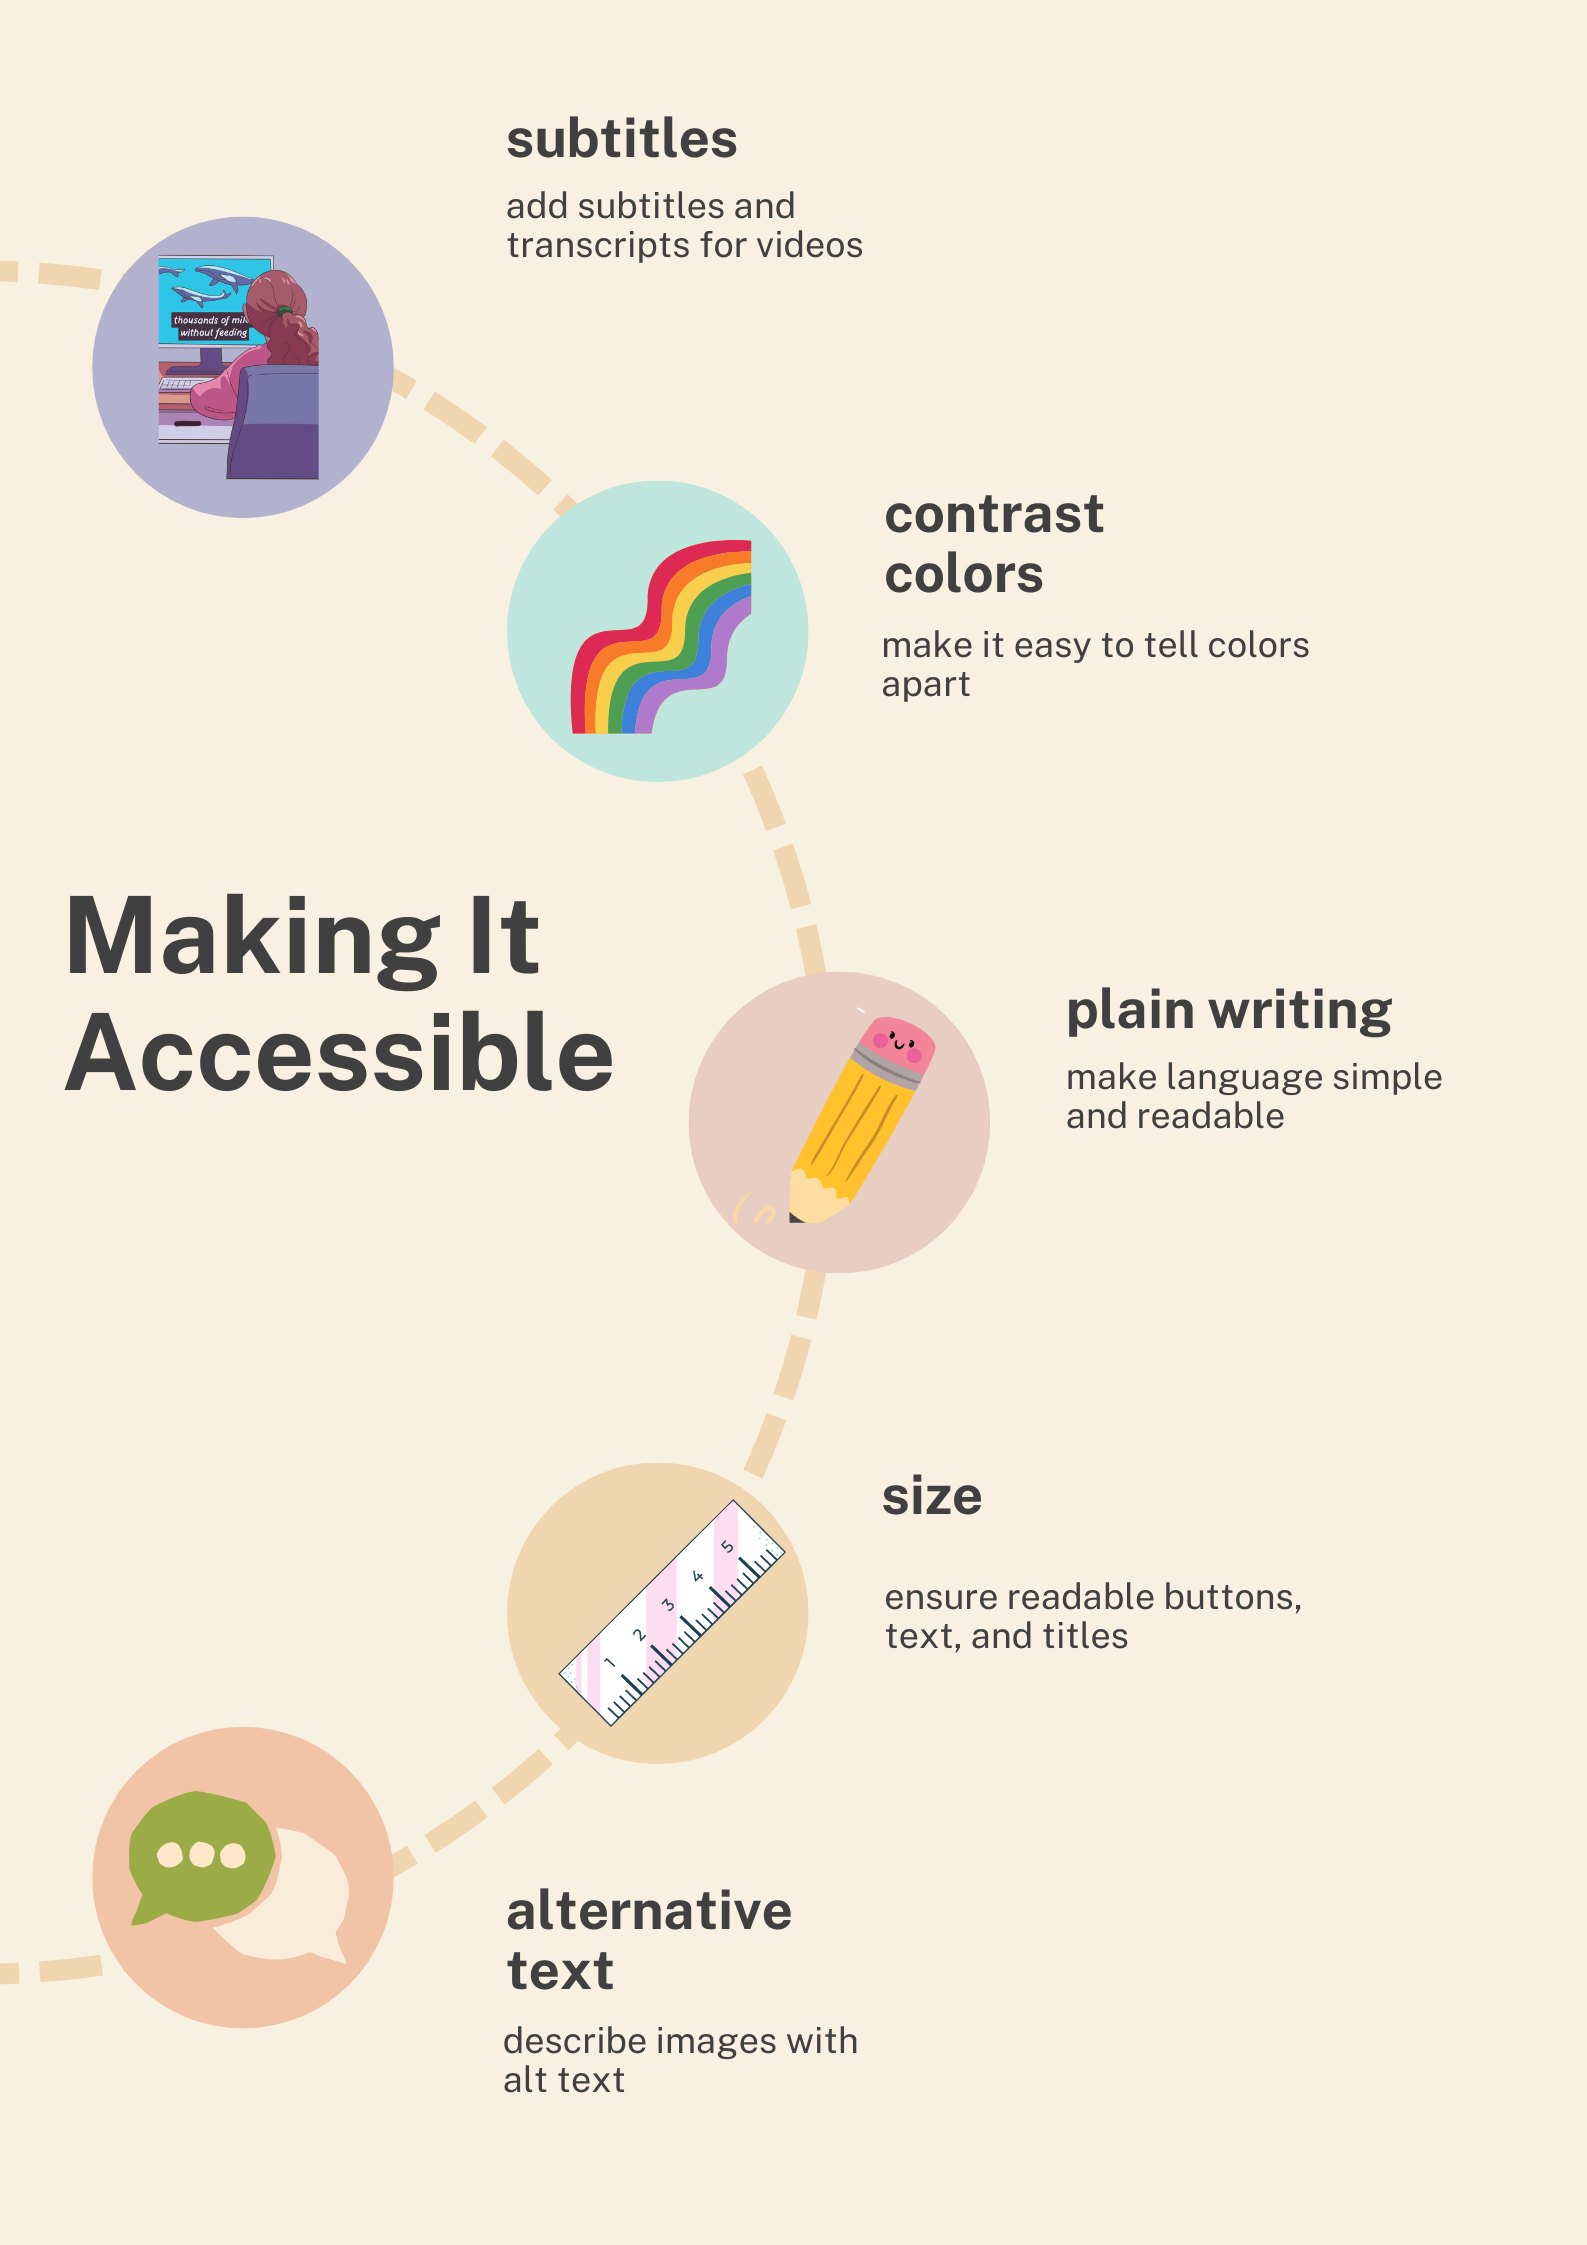 subtitles
add subtitles and
transcripts for videos
thousands of
without feeding
contrast
colors
make it easy to tell colors
apart
Making It
Accessible
plain writing
make language simple
and readable
size
ensure readable buttons,
text, and titles
1 2 3 4 5
alternative
text
describe images with
alt text